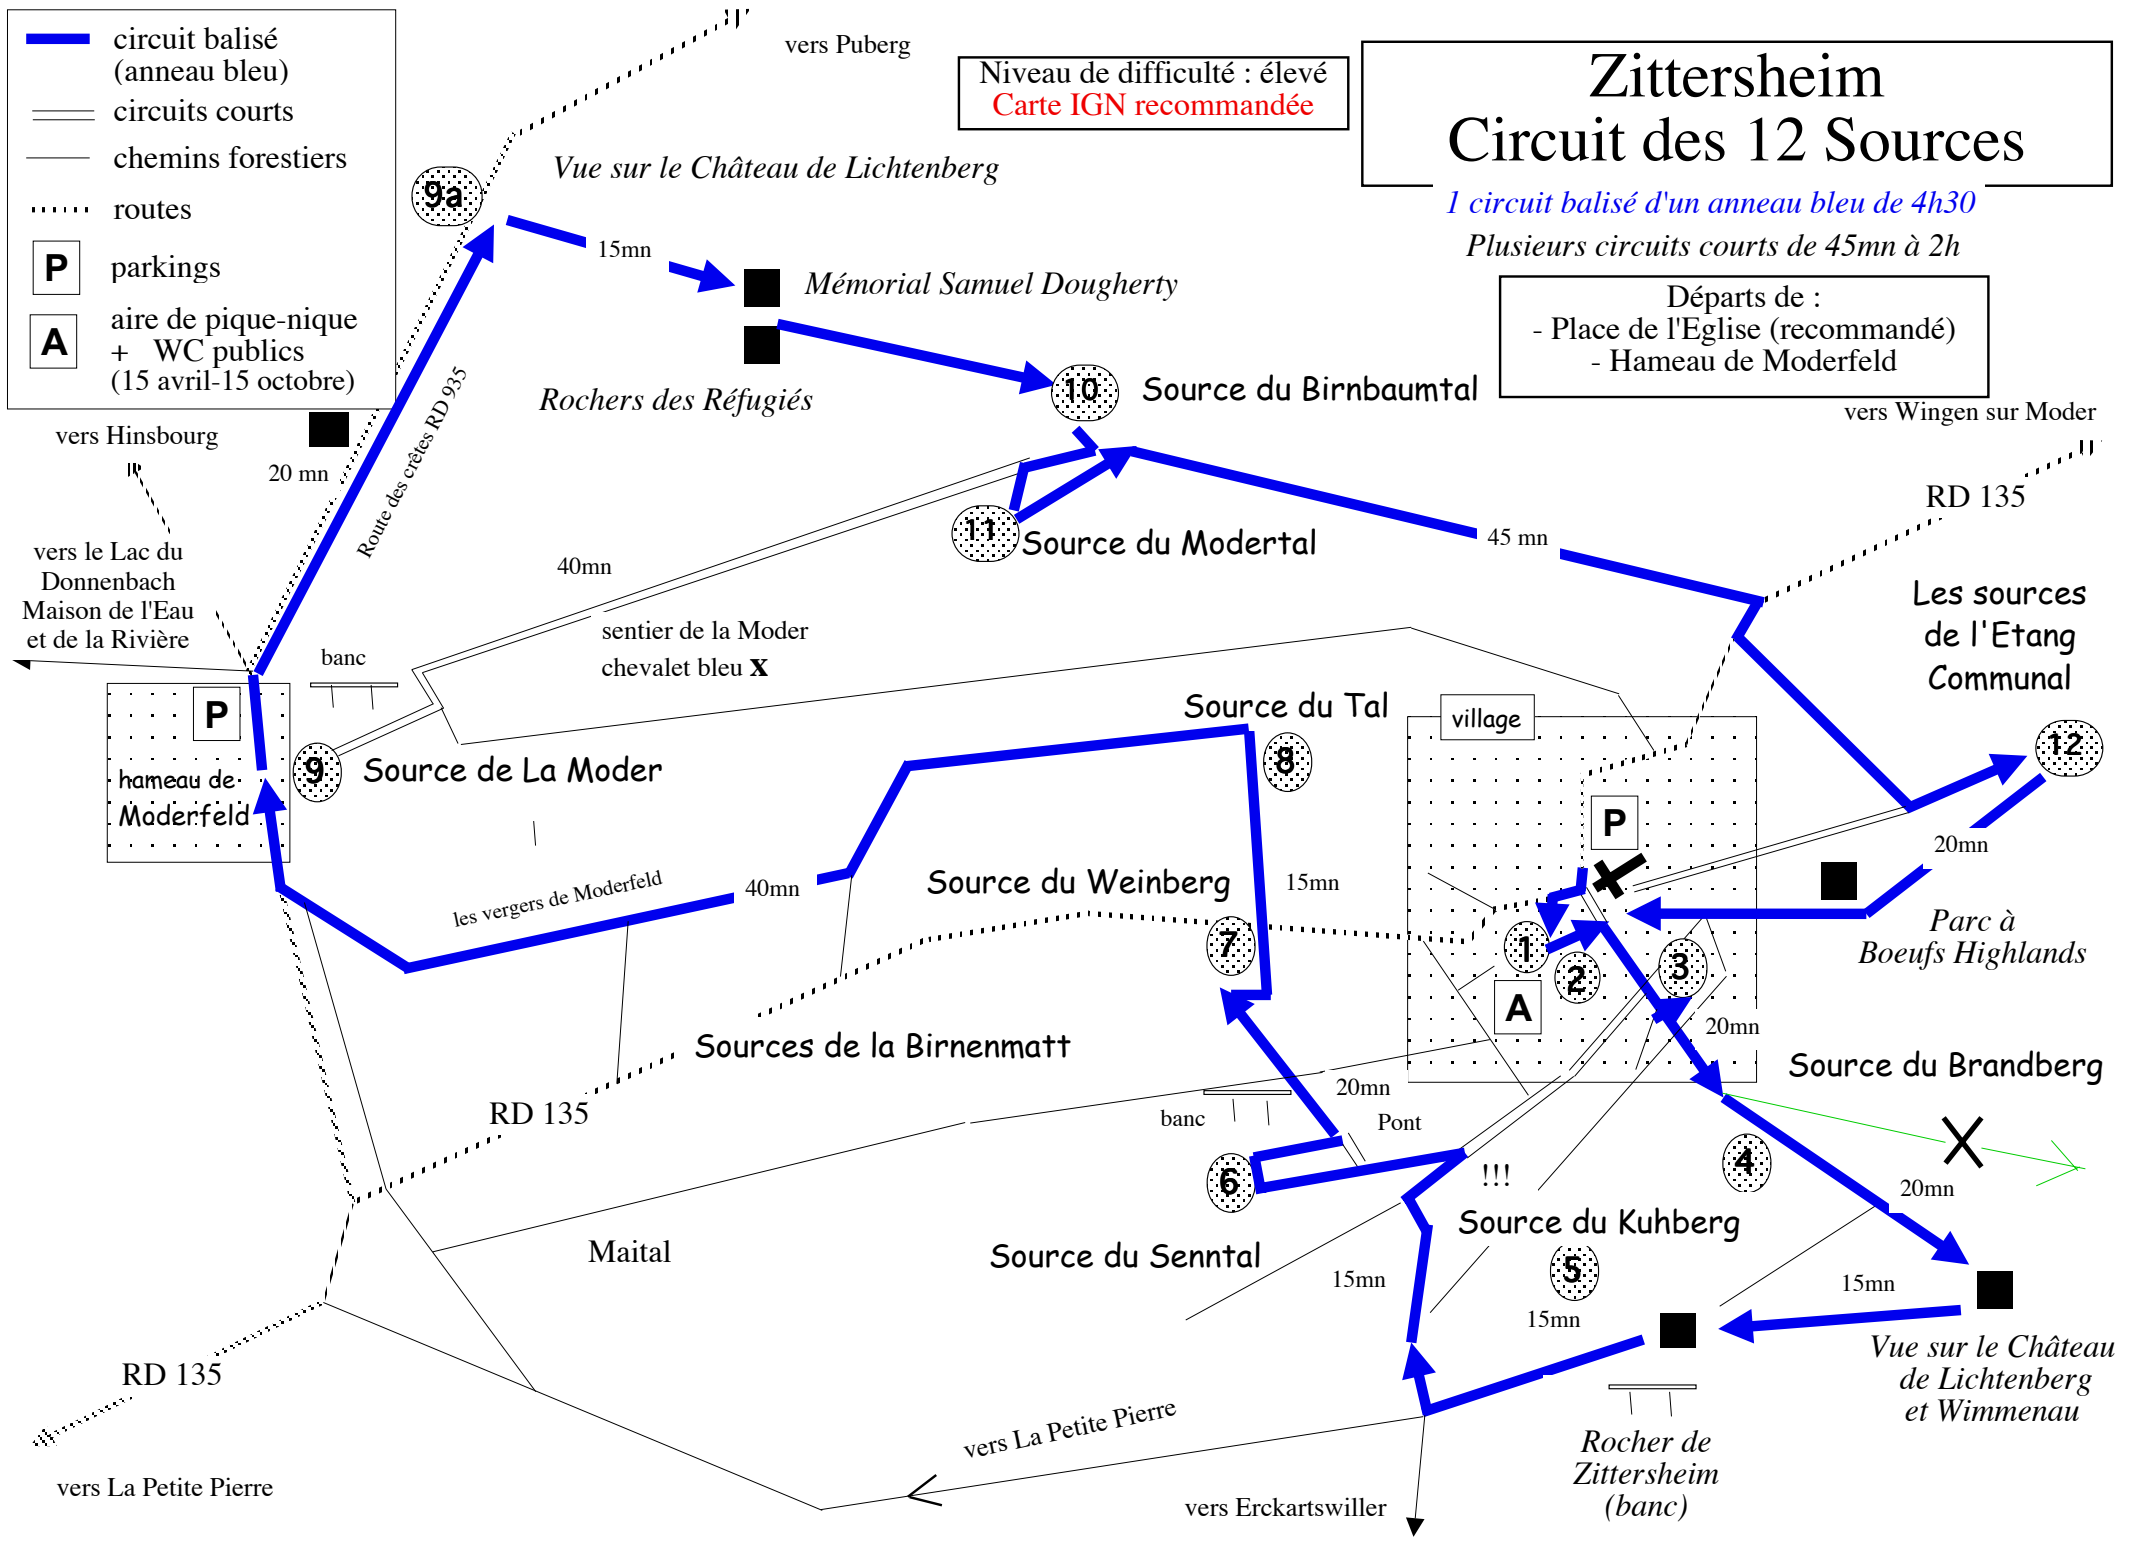 circuit balisé
(anneau bleu)
circuits courts
chemins forestiers
routes
P
parkings
A
aire de pique-nique
+ WC publics
(15 avril-15 octobre)
vers Puberg
Niveau de difficulté : élevé
Carte IGN recommandée
Zittersheim
Circuit des 12 Sources
1 circuit balisé d'un anneau bleu de 4h30
Plusieurs circuits courts de 45mn à 2h
Départs de :
- Place de l'Eglise (recommandé)
- Hameau de Moderfeld
9a
Vue sur le Château de Lichtenberg
15mn
Mémorial Samuel Dougherty
Rochers des Réfugiés
10
Source du Birnbaumtal
vers Wingen sur Moder
RD 135
vers Hinsbourg
20 mn
Route des crêtes RD 935
11
Source du Modertal
45 mn
40mn
vers le Lac du
Donnenbach
Maison de l'Eau
et de la Rivière
banc
sentier de la Moder
chevalet bleu X
Les sources
de l'Etang
Communal
12
P
hameau de
Moderfeld
9
Source de La Moder
Source du Tal
8
village
P
20mn
les vergers de Moderfeld
40mn
Source du Weinberg
15mn
7
1
2
3
A
20mn
Parc à
Boeufs Highlands
Sources de la Birnenmatt
RD 135
Source du Brandberg
20mn
banc
Pont
6
!!!
4
20mn
Maital
Source du Senntal
Source du Kuhberg
5
15mn
15mn
15mn
Vue sur le Château
de Lichtenberg
et Wimmenau
RD 135
vers La Petite Pierre
vers La Petite Pierre
vers Erckartswiller
Rocher de
Zittersheim
(banc)